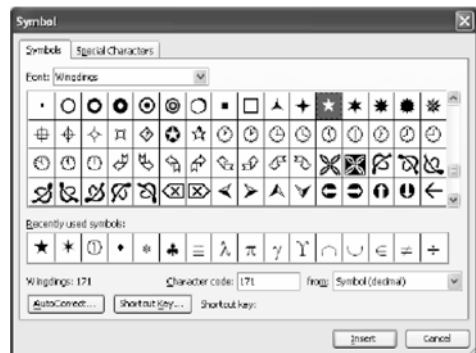 Symbol
Symbols Special Characters
Font: Wingdings
Recently used symbols:
Wingdings: 171 Character code: 171 from: Symbol (decimal)
AutoCorrect... Shortcut Key... Shortcut key:
Insert Cancel